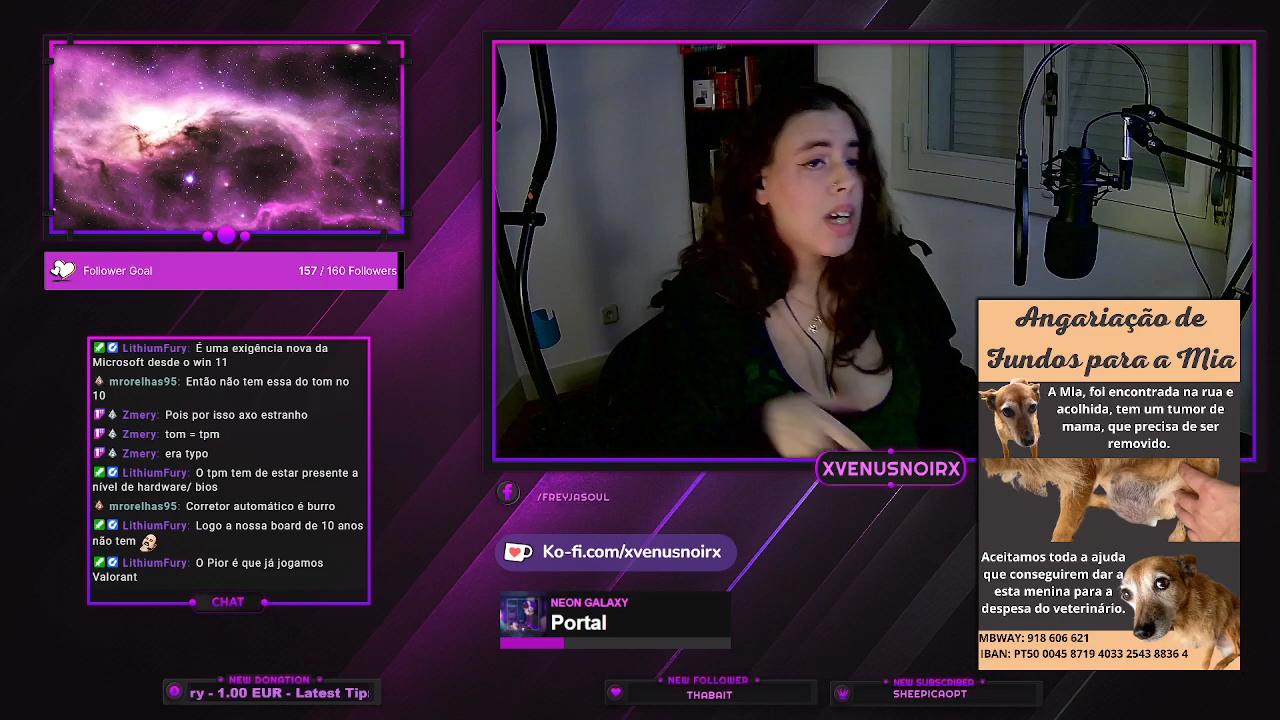 Follower Goal 157 / 160 Followers
LithiumFury: É uma exigência nova da
Microsoft desde o win 11
mrorelhas95: Então não tem essa do tom no
10
Zmery: Pois por isso axo estranho
Zmery: tom = tpm
Zmery: era typo
LithiumFury: O tpm tem de estar presente a
nível de hardware/ bios
mrorelhas95: Corretor automático é burro
LithiumFury: Logo a nossa board de 10 anos
não tem
LithiumFury: O Pior é que já jogamos
Valorant
CHAT
XVENUSNOIRX
/FREYJASOUL
Ko-fi.com/xvenusnoirx
NEON GALAXY
Portal
Angariação de
Fundos para a Mia
A Mia, foi encontrada na rua e
acolhida, tem um tumor de
mama, que precisa de ser
removido.
Aceitamos toda a ajuda
que conseguirem dar a
esta menina para a
despesa do veterinário.
MBWAY: 918 606 621
IBAN: PT50 0045 8719 4033 2543 8836 4
NEW DONATION
ry - 1.00 EUR - Latest Tip:
NEW FOLLOWER
THABAIT
NEW SUBSCRIBER
SHEEPICAOPT